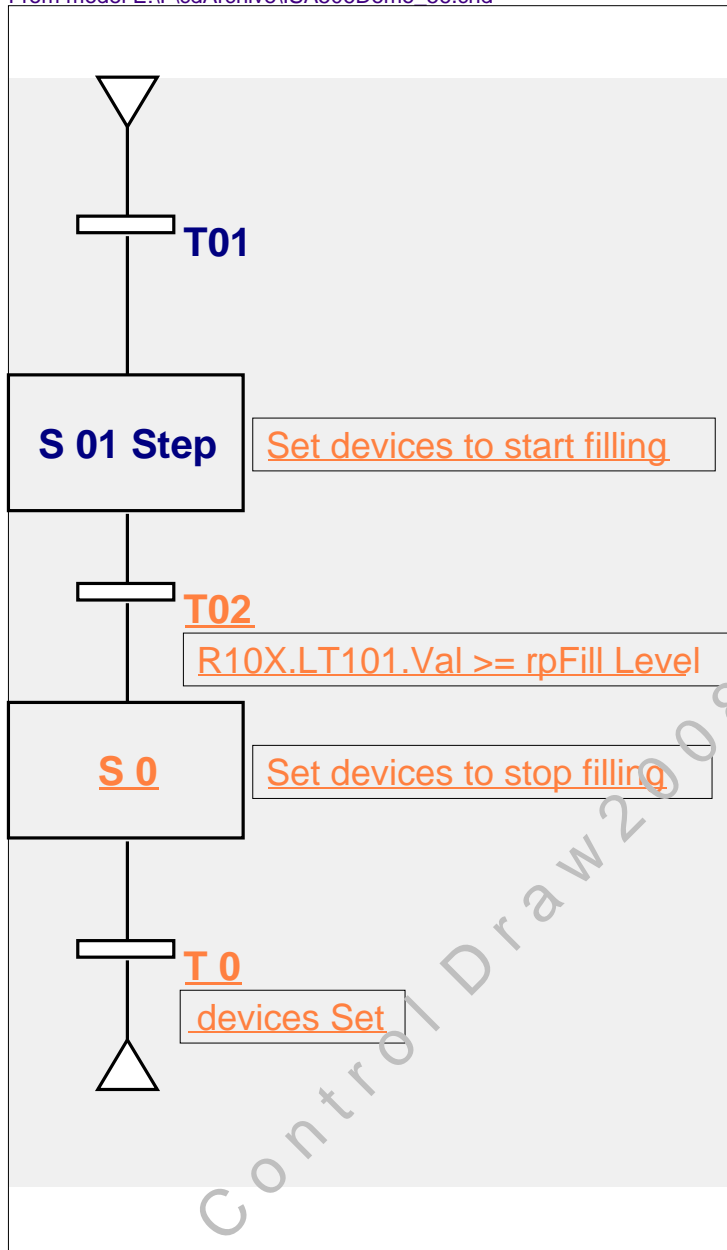 T01
S 01 Step
Set devices to start filling
T02
R10X.LT101.Val >= rpFill Level
S 0
Set devices to stop filling
T 0
devices Set
Control Draw2008